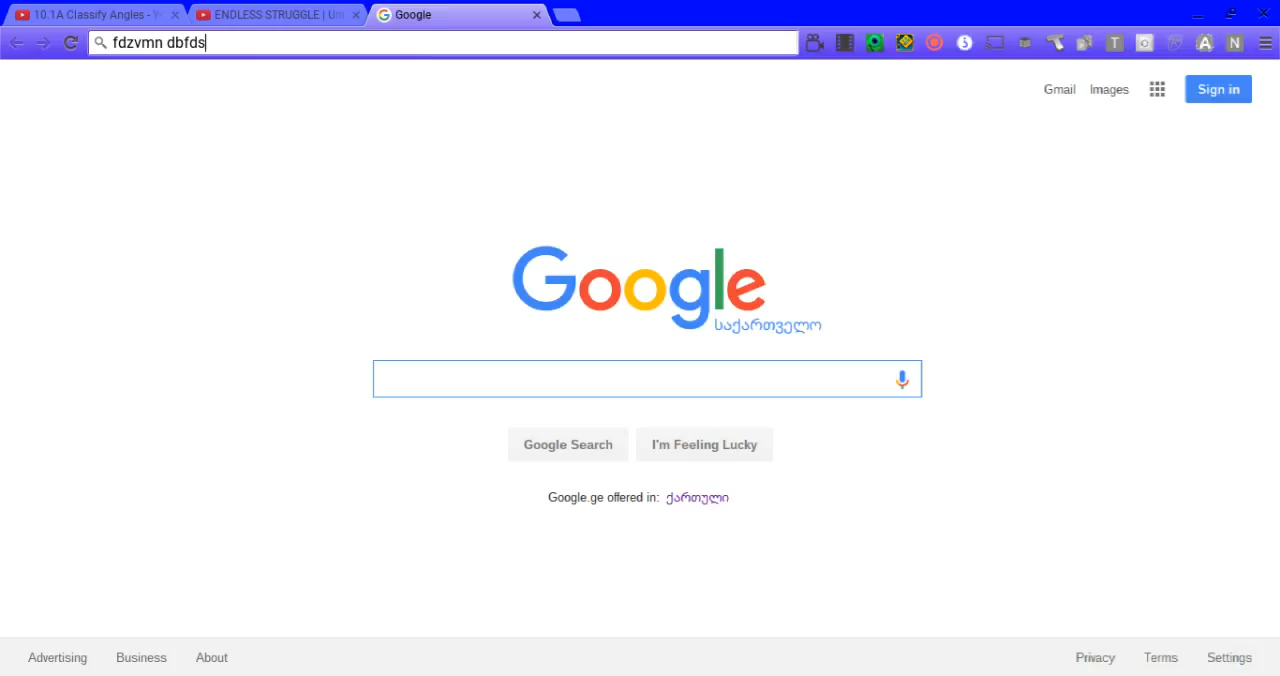 10.1A Classify Angles - Y
ENDLESS STRUGGLE | Un
Google
fdzvmn dbfds
T
A
N
Gmail
Images
Sign in
Google
საქართველო
Google Search
I'm Feeling Lucky
Google.ge offered in: ქართული
Advertising
Business
About
Privacy
Terms
Settings